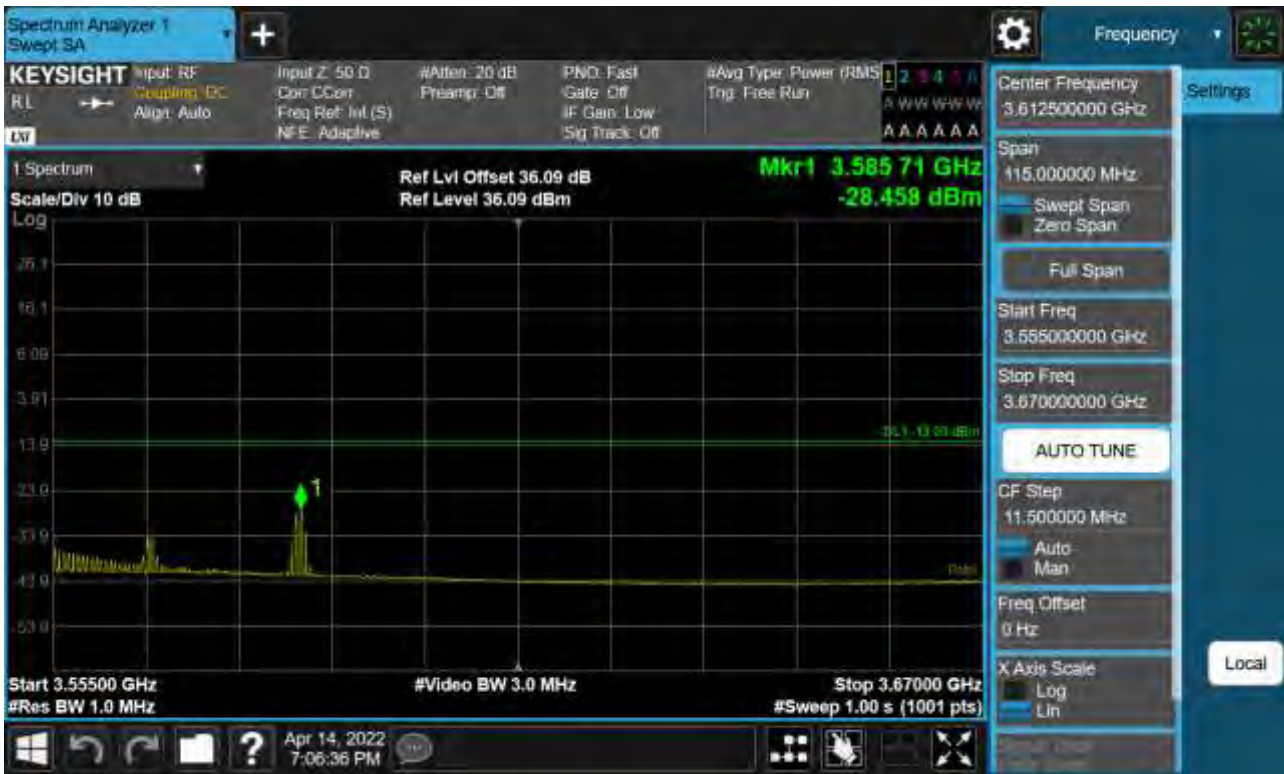 Spectrum Analyzer 1
Swept SA
Frequency
KEYSIGHT
RL
Input: RF
Coupling: DC
Align: Auto
Input Z: 50 Ω
Corr CCorr
Freq Ref: Int (S)
NFE: Adaptive
#Atten: 20 dB
Preamp: Off
PNO: Fast
Gate: Off
IF Gain: Low
Sig Track: Off
#Avg Type: Power (RMS
Trig: Free Run
1 2 3 4 5 6
A W W W W W
A A A A A A
1 Spectrum
Scale/Div 10 dB
Log
Ref Lvl Offset 36.09 dB
Ref Level 36.09 dBm
Mkr1 3.585 71 GHz
-28.458 dBm
26.1
16.1
6.09
-3.91
-13.9
-23.9
-33.9
-43.9
-53.9
1
Start 3.55500 GHz
#Res BW 1.0 MHz
#Video BW 3.0 MHz
Stop 3.67000 GHz
#Sweep 1.00 s (1001 pts)
Center Frequency
3.612500000 GHz
Span
115.000000 MHz
Swept Span
Zero Span
Full Span
Start Freq
3.555000000 GHz
Stop Freq
3.670000000 GHz
AUTO TUNE
CF Step
11.500000 MHz
Auto
Man
Freq Offset
0 Hz
X Axis Scale
Log
Lin
Settings
Local
?
Apr 14, 2022
7:06:36 PM